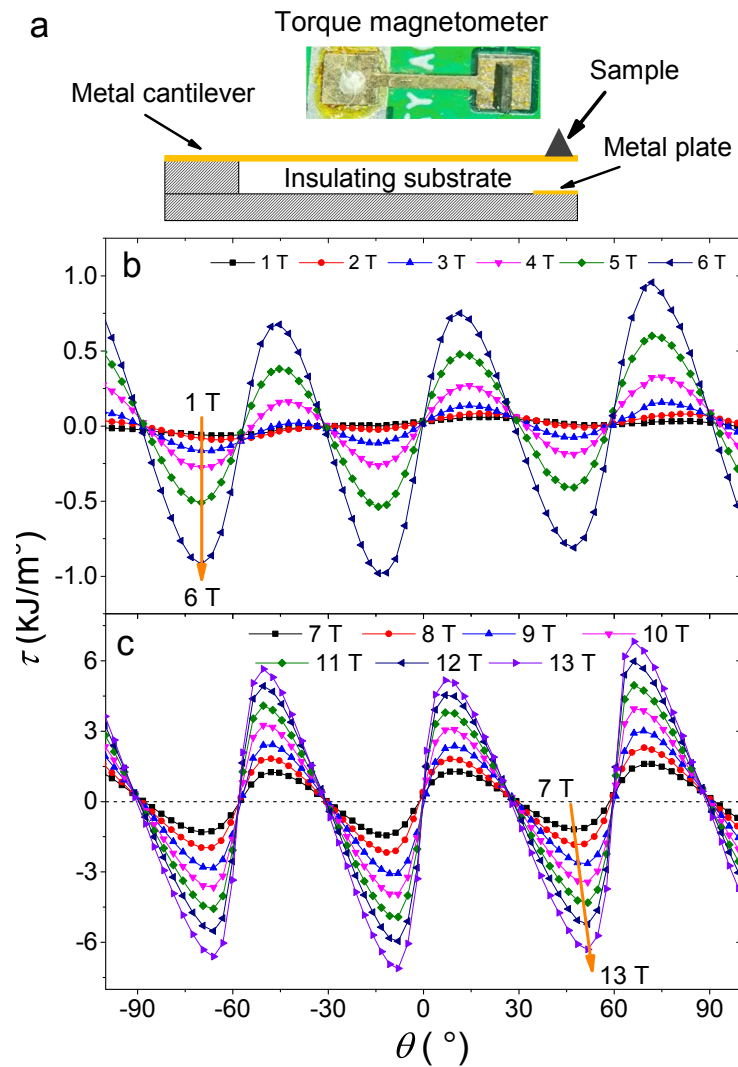 a
Torque magnetometer
Metal cantilever
Sample
Metal plate
Insulating substrate
b
1 T 2 T 3 T 4 T 5 T 6 T
1.0
0.5
0.0
-0.5
-1.0
1 T
6 T
c
7 T 8 T 9 T 10 T
11 T 12 T 13 T
6
3
0
-3
-6
7 T
13 T
τ (kJ/m³)
-90 -60 -30 0 30 60 90
θ (°)